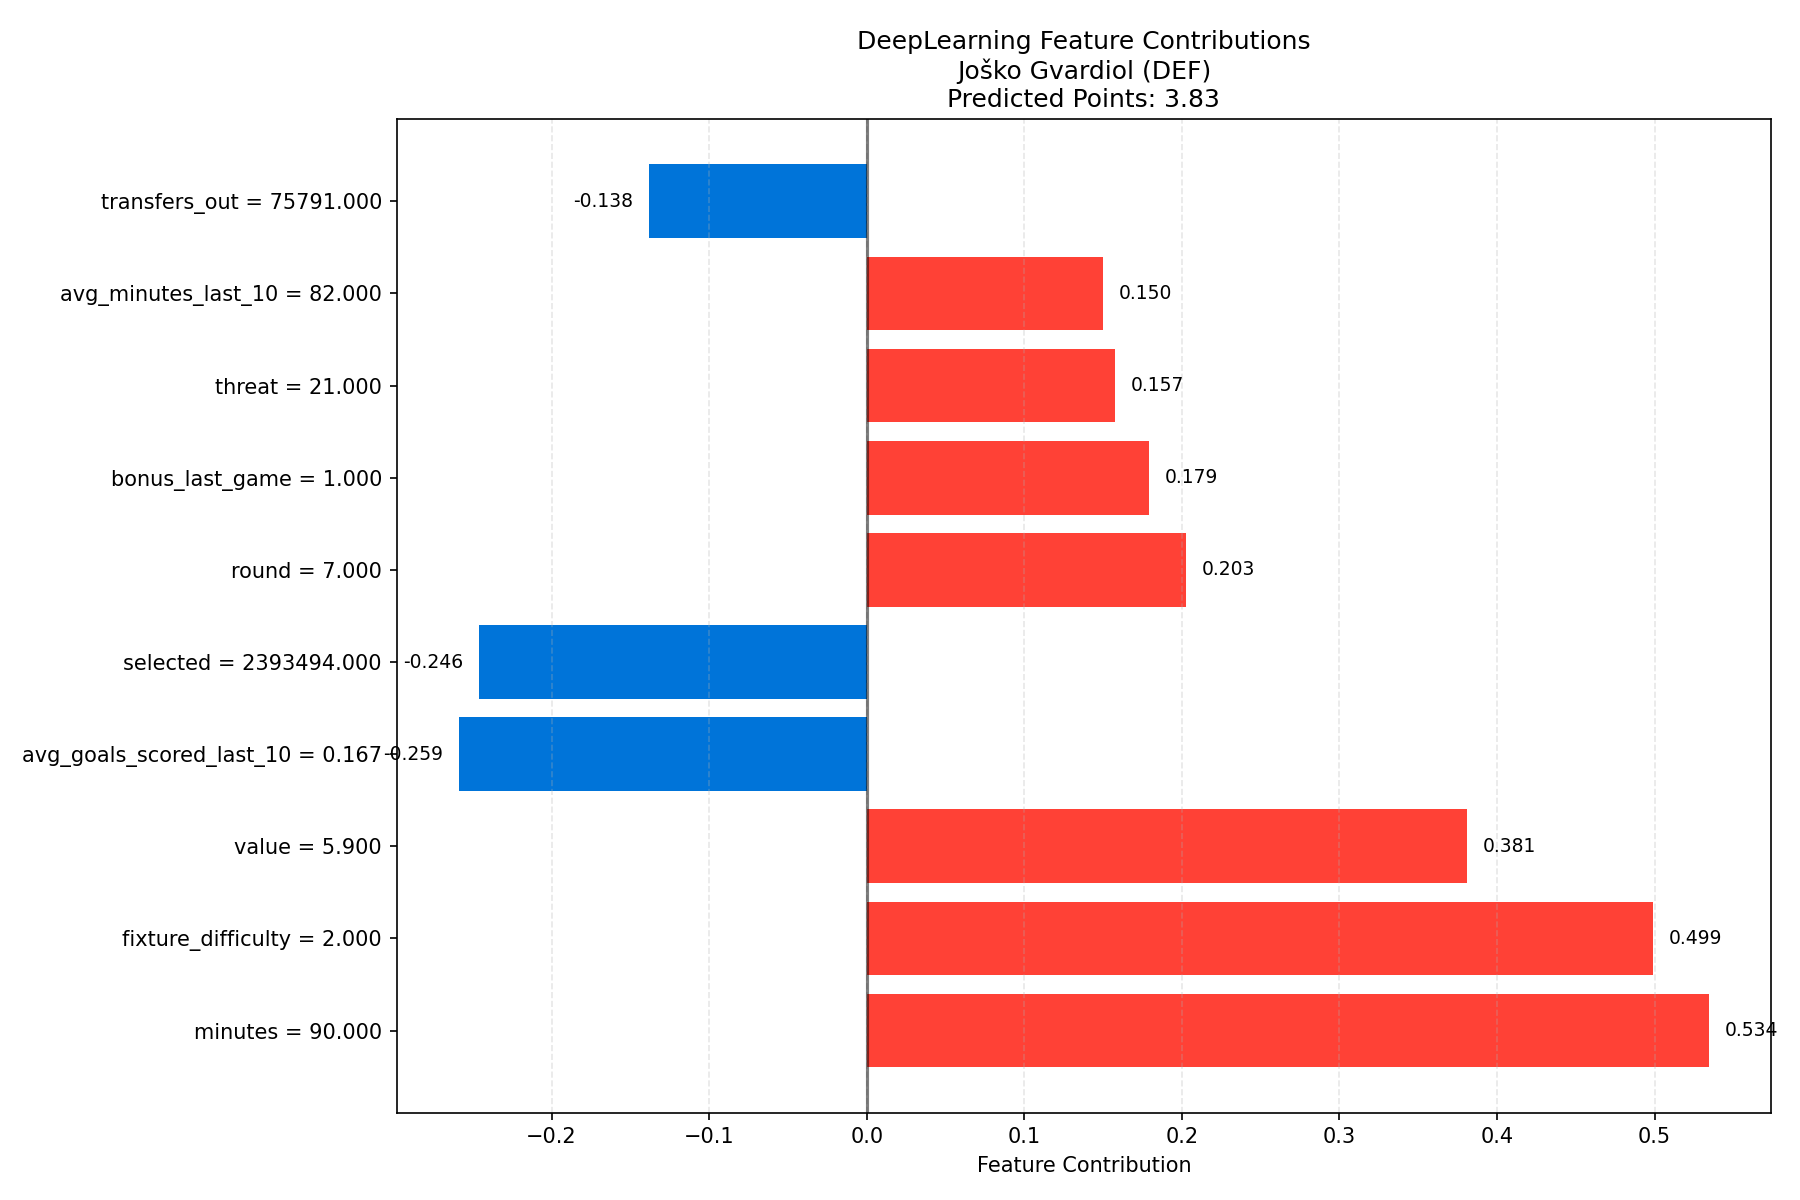 DeepLearning Feature Contributions
Joško Gvardiol (DEF)
Predicted Points: 3.83
transfers_out = 75791.000
-0.138
avg_minutes_last_10 = 82.000
0.150
threat = 21.000
0.157
bonus_last_game = 1.000
0.179
round = 7.000
0.203
selected = 2393494.000
-0.246
avg_goals_scored_last_10 = 0.167
-0.259
value = 5.900
0.381
fixture_difficulty = 2.000
0.499
minutes = 90.000
0.534
−0.2 −0.1 0.0 0.1 0.2 0.3 0.4 0.5
Feature Contribution